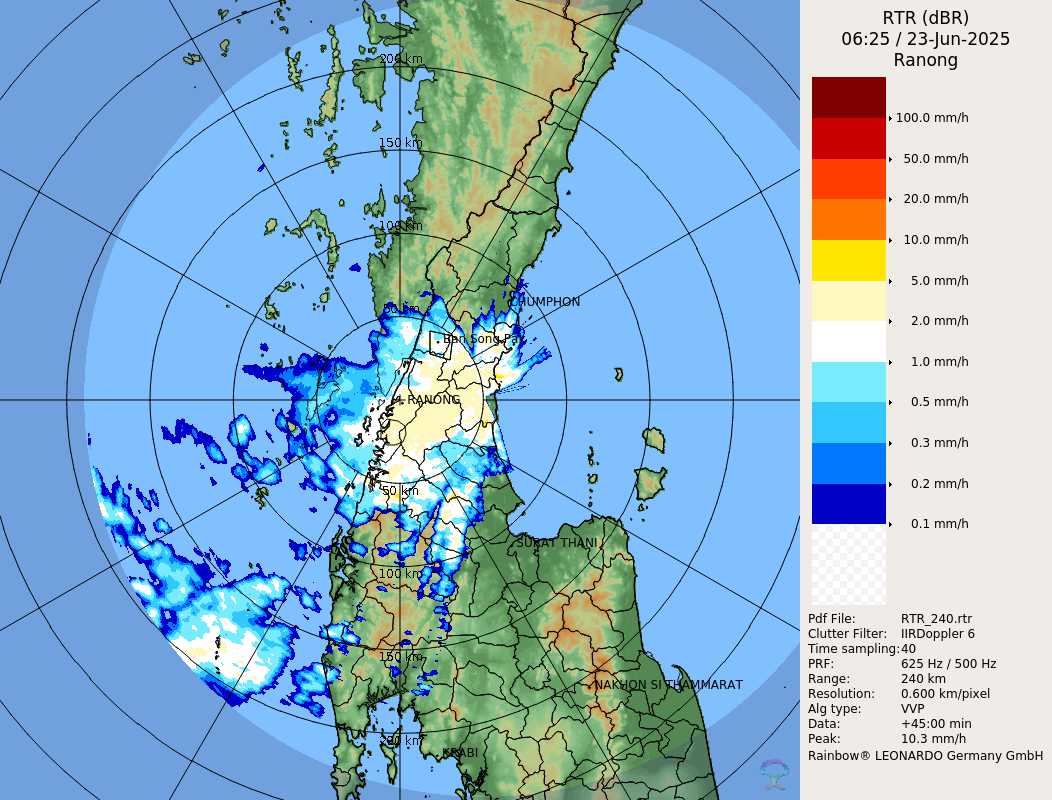 200 km
150 km
100 km
50 km
CHUMPHON
RANONG
50 km
SURAT THANI
100 km
150 km
NAKHON SI THAMMARAT
200 km
KRABI
RTR (dBR)
06:25 / 23-Jun-2025
Ranong
100.0 mm/h
50.0 mm/h
20.0 mm/h
10.0 mm/h
5.0 mm/h
2.0 mm/h
1.0 mm/h
0.5 mm/h
0.3 mm/h
0.2 mm/h
0.1 mm/h
Pdf File: RTR_240.rtr
Clutter Filter: IIRDoppler 6
Time sampling:40
PRF: 625 Hz / 500 Hz
Range: 240 km
Resolution: 0.600 km/pixel
Alg type: VVP
Data: +45:00 min
Peak: 10.3 mm/h
Rainbow® LEONARDO Germany GmbH